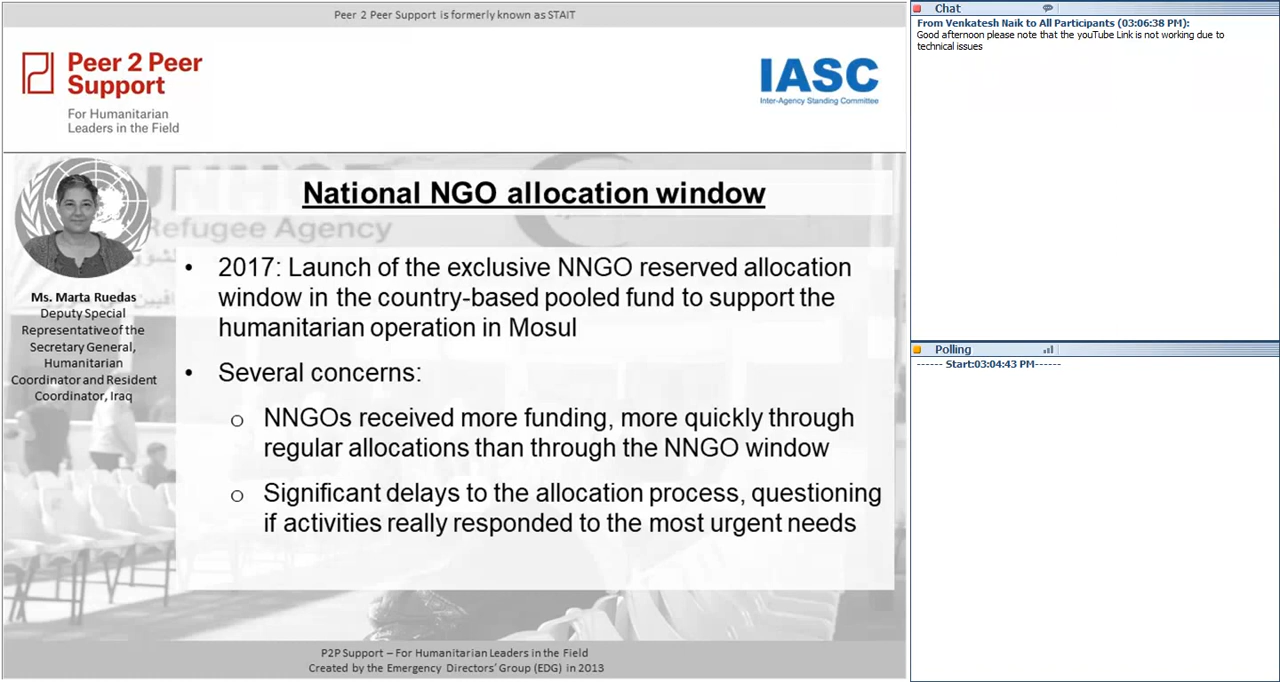 Peer 2 Peer Support is formerly known as STAIT
Peer 2 Peer
Support
For Humanitarian
Leaders in the Field
IASC
Inter-Agency Standing Committee
Refugee Agency
Ms. Marta Ruedas
Deputy Special
Representative of the
Secretary General,
Humanitarian
Coordinator and Resident
Coordinator, Iraq
National NGO allocation window
• 2017: Launch of the exclusive NNGO reserved allocation
window in the country-based pooled fund to support the
humanitarian operation in Mosul
• Several concerns:
o NNGOs received more funding, more quickly through
regular allocations than through the NNGO window
o Significant delays to the allocation process, questioning
if activities really responded to the most urgent needs
P2P Support – For Humanitarian Leaders in the Field
Created by the Emergency Directors' Group (EDG) in 2013
Chat
From Venkatesh Naik to All Participants (03:06:38 PM):
Good afternoon please note that the youTube Link is not working due to
technical issues
Polling
------ Start:03:04:43 PM------